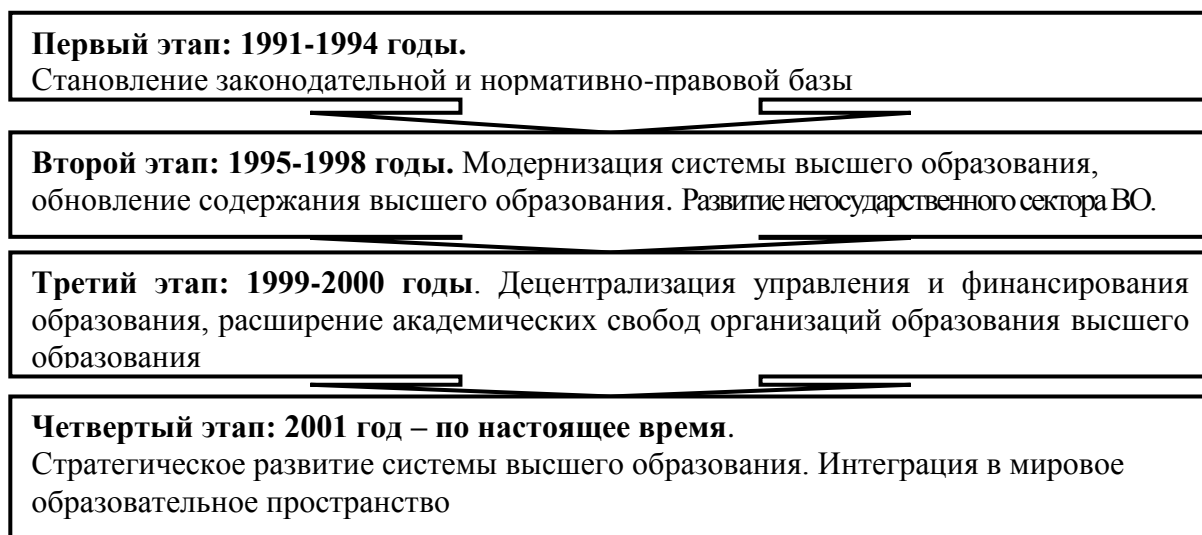 Первый этап: 1991-1994 годы.
Становление законодательной и нормативно-правовой базы
Второй этап: 1995-1998 годы. Модернизация системы высшего образования,
обновление содержания высшего образования. Развитие негосударственного сектора ВО.
Третий этап: 1999-2000 годы. Децентрализация управления и финансирования
образования, расширение академических свобод организаций образования высшего
образования
Четвертый этап: 2001 год – по настоящее время.
Стратегическое развитие системы высшего образования. Интеграция в мировое
образовательное пространство